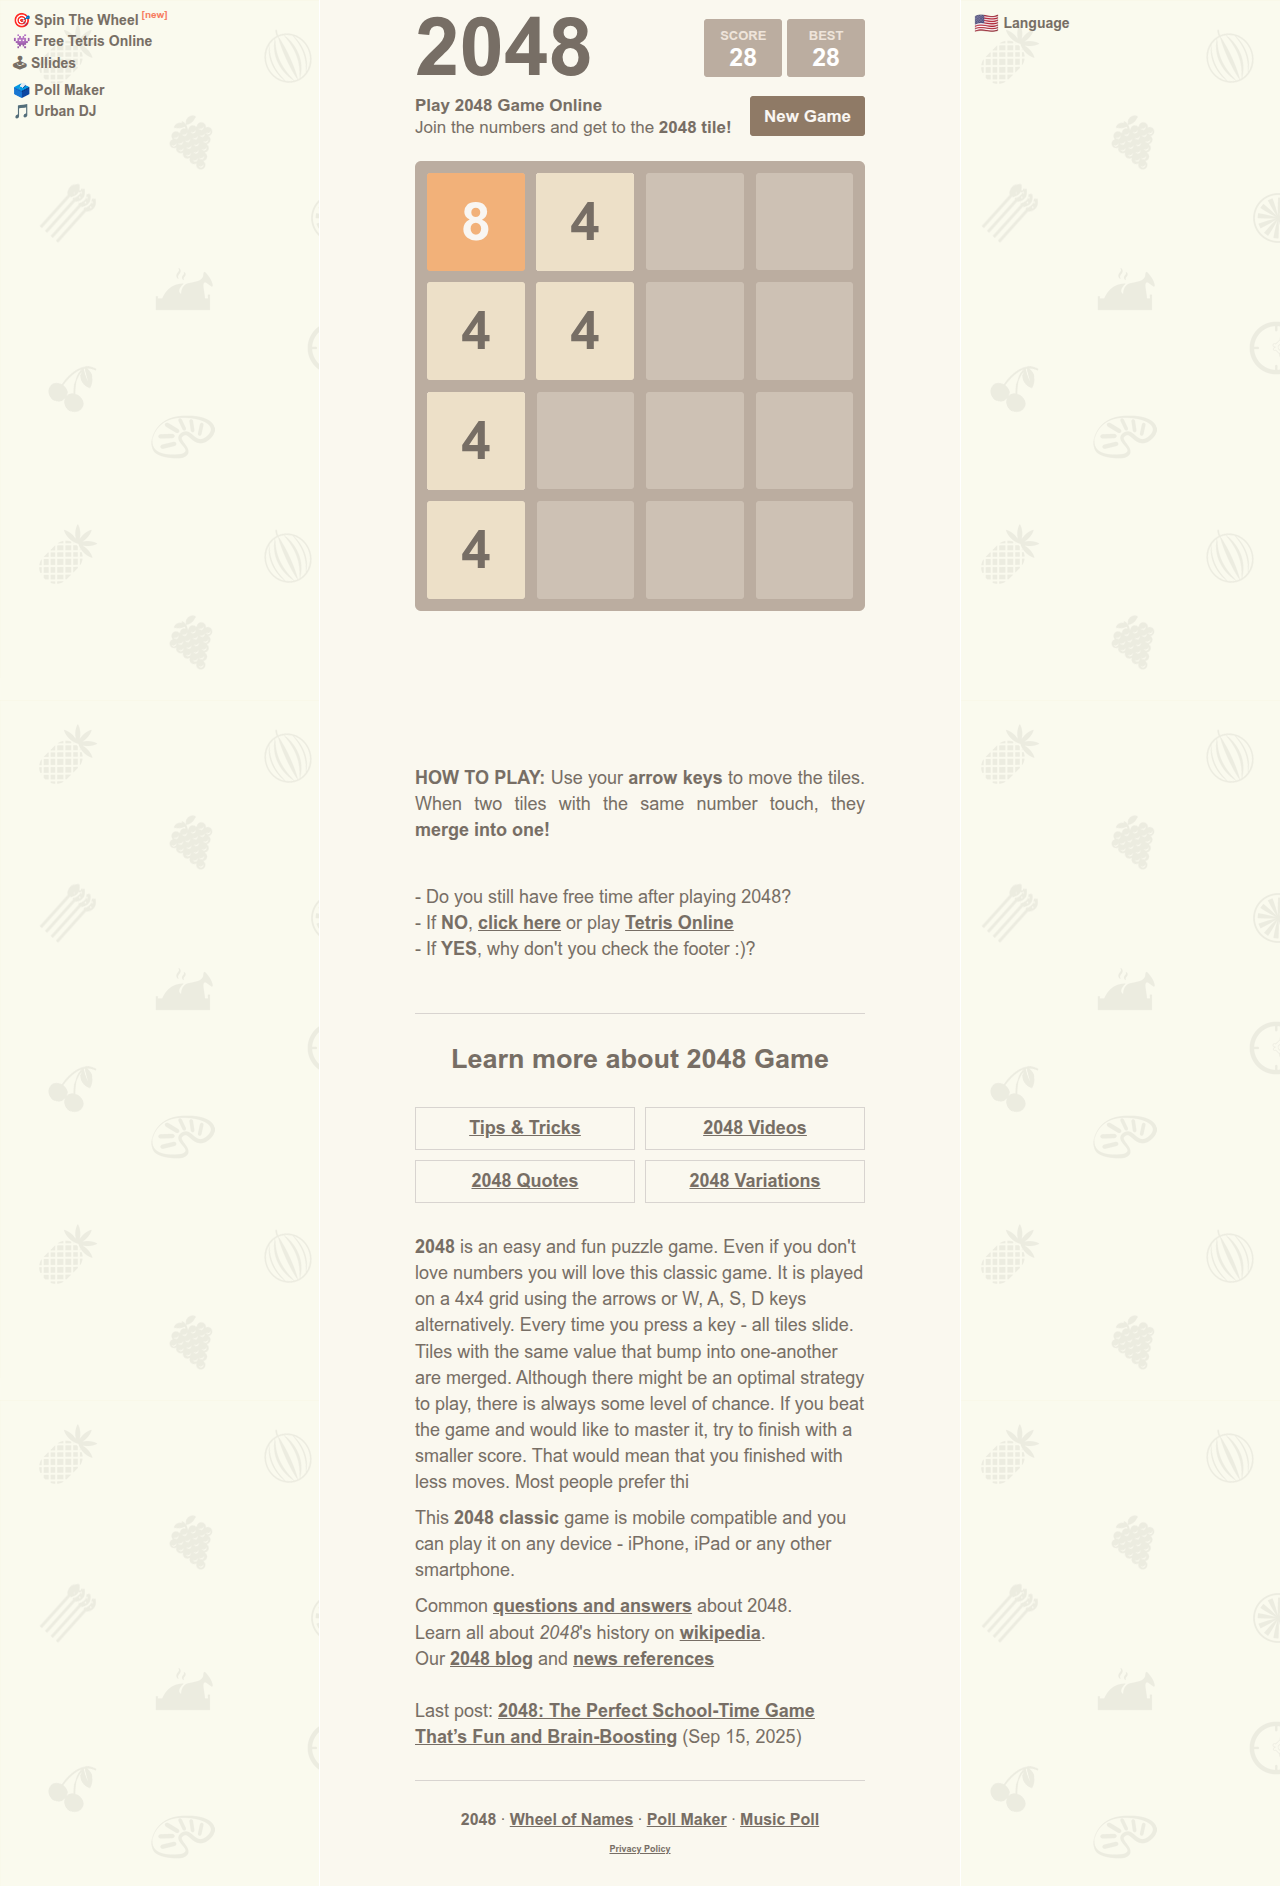 Spin The Wheel [new]
Free Tetris Online
Sllides
Poll Maker
Urban DJ
Language
2048
SCORE
28
BEST
28
Play 2048 Game Online
Join the numbers and get to the 2048 tile!
New Game
8 4
4 4
4
4
HOW TO PLAY: Use your arrow keys to move the tiles.
When two tiles with the same number touch, they
merge into one!
- Do you still have free time after playing 2048?
- If NO, click here or play Tetris Online
- If YES, why don't you check the footer :)?
Learn more about 2048 Game
Tips & Tricks
2048 Videos
2048 Quotes
2048 Variations
2048 is an easy and fun puzzle game. Even if you don't
love numbers you will love this classic game. It is played
on a 4x4 grid using the arrows or W, A, S, D keys
alternatively. Every time you press a key - all tiles slide.
Tiles with the same value that bump into one-another
are merged. Although there might be an optimal strategy
to play, there is always some level of chance. If you beat
the game and would like to master it, try to finish with a
smaller score. That would mean that you finished with
less moves. Most people prefer thi
This 2048 classic game is mobile compatible and you
can play it on any device - iPhone, iPad or any other
smartphone.
Common questions and answers about 2048.
Learn all about 2048's history on wikipedia.
Our 2048 blog and news references
Last post: 2048: The Perfect School-Time Game
That’s Fun and Brain-Boosting (Sep 15, 2025)
2048 · Wheel of Names · Poll Maker · Music Poll
Privacy Policy